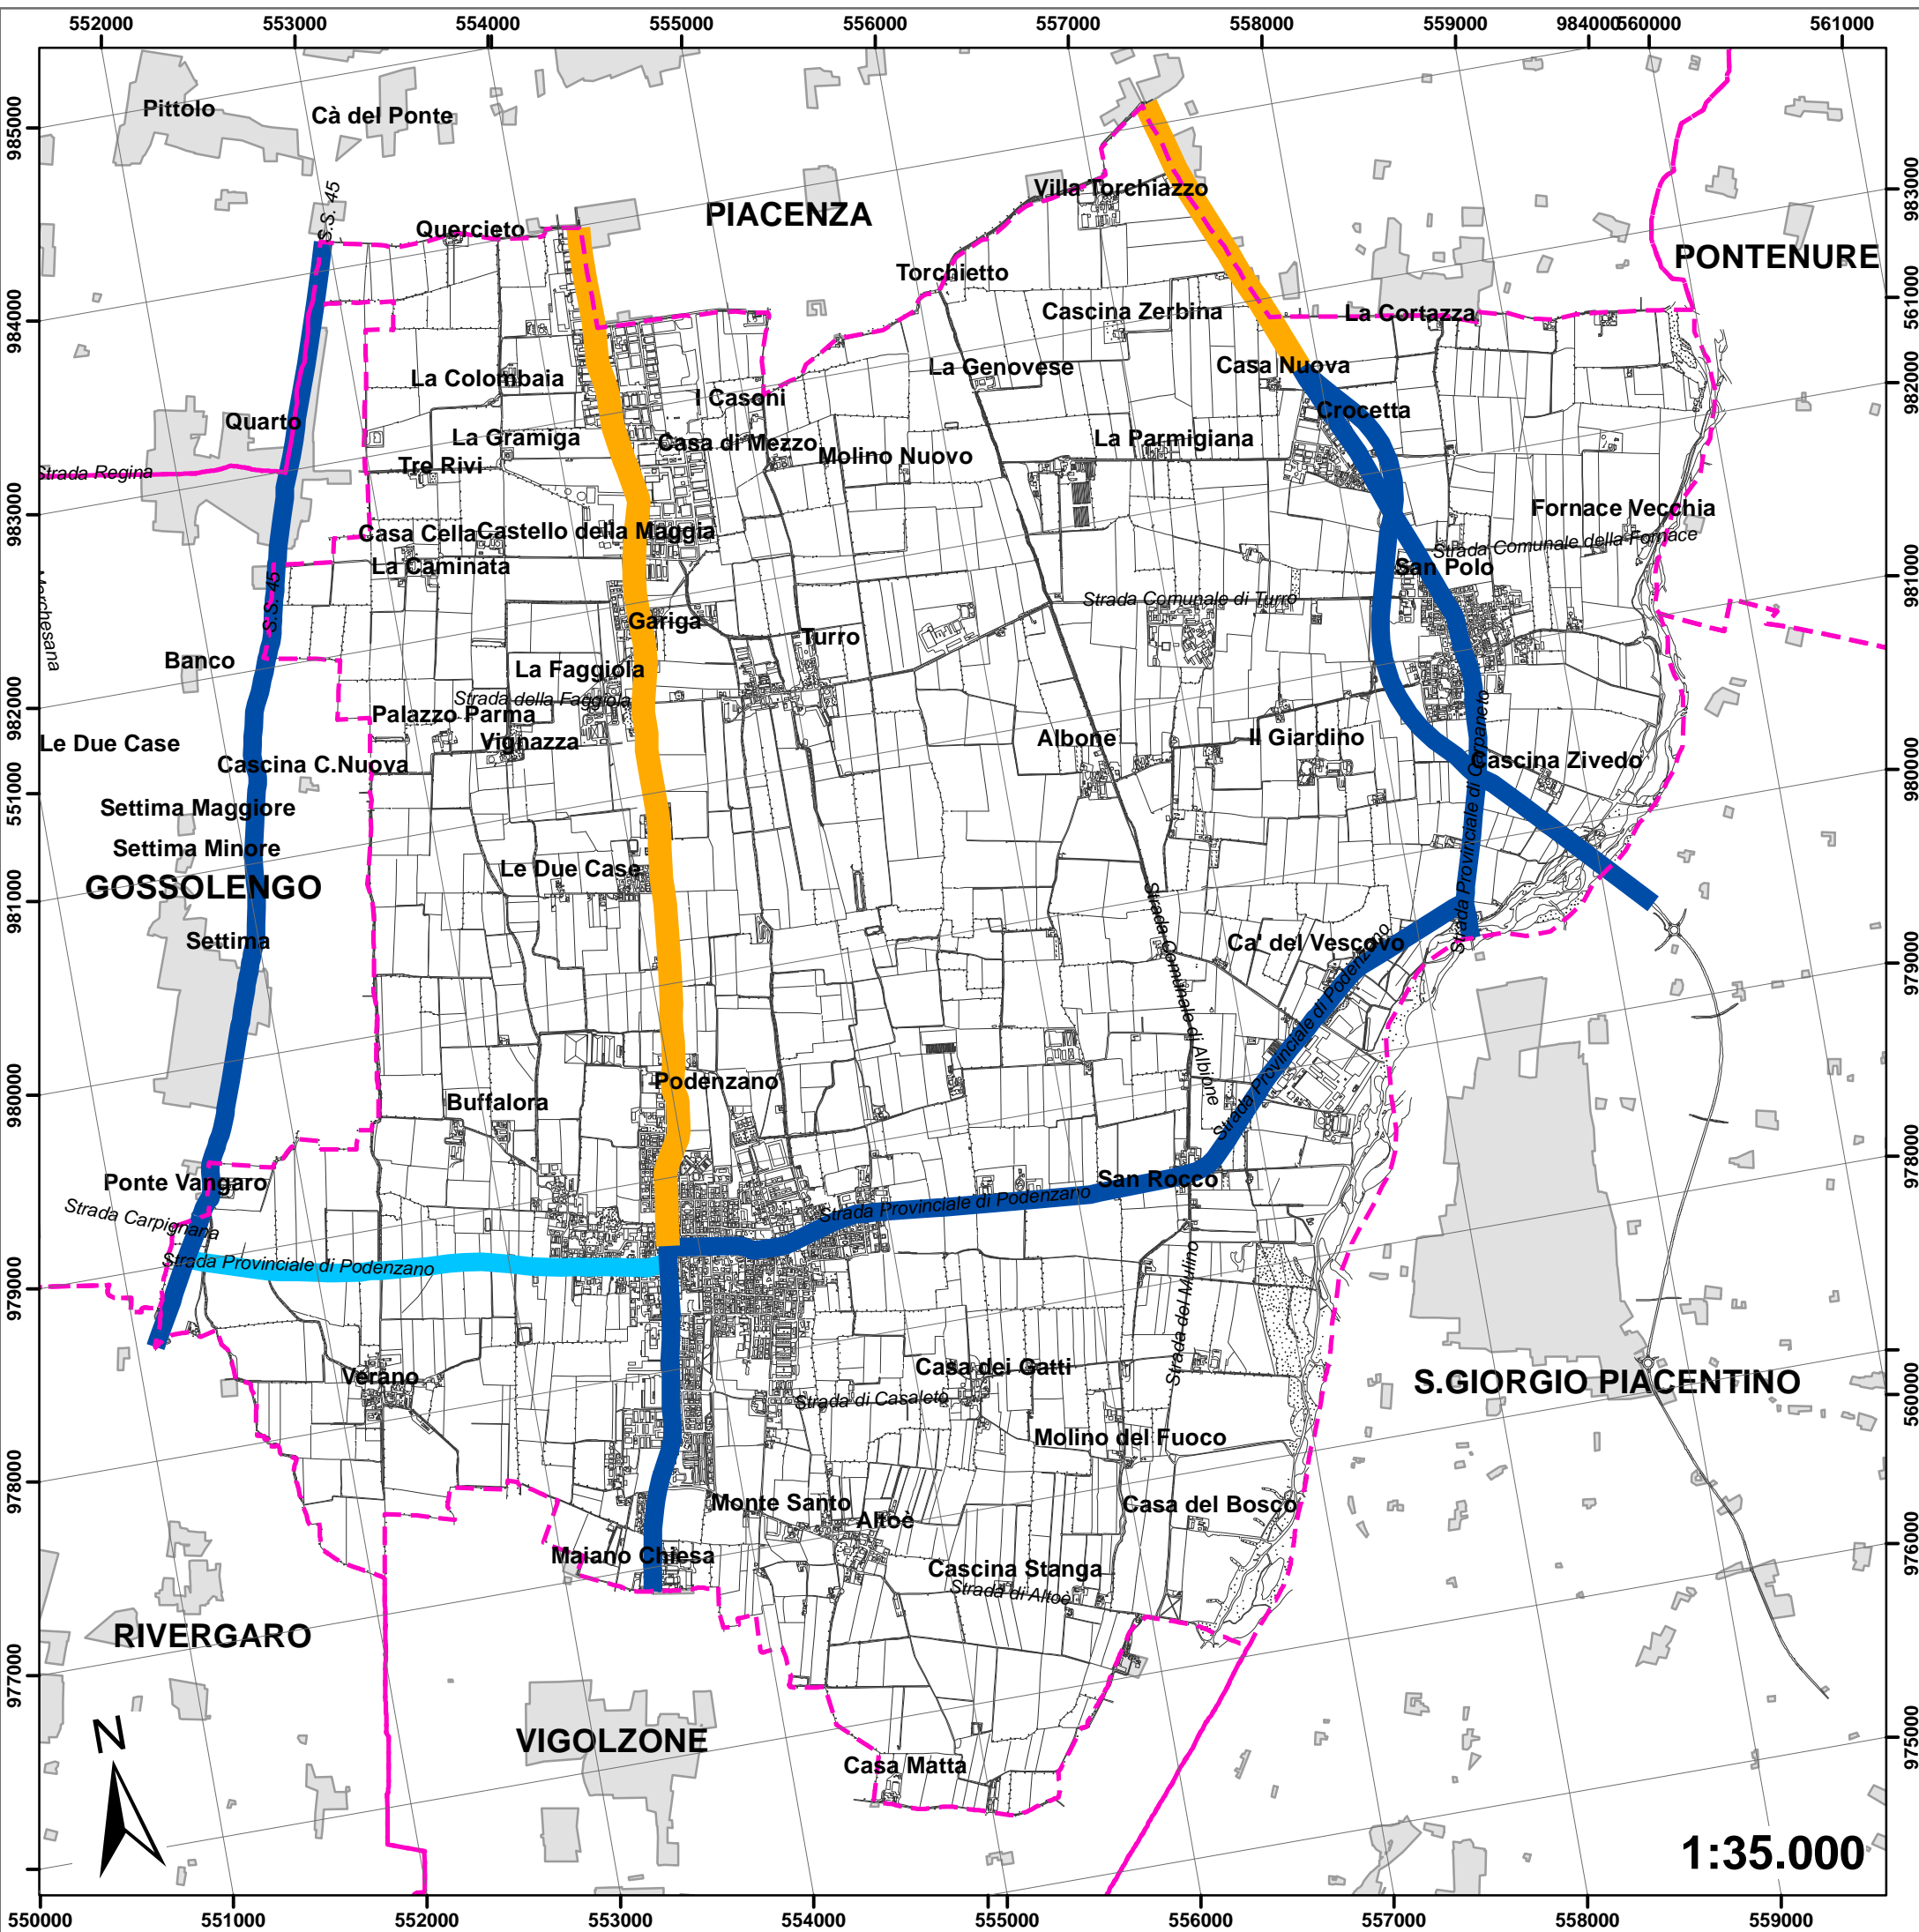 552000 553000 554000 555000 556000 557000 558000 559000 984000 560000 561000
985000
984000
983000
982000
551000
981000
980000
979000
978000
977000
983000
561000
982000
981000
980000
979000
978000
560000
976000
975000
Pittolo
Cà del Ponte
S.S. 45
Villa Torchiazzo
PIACENZA
Quercieto
PONTENURE
Torchietto
Cascina Zerbina
La Cortazza
La Genovese
Casa Nuova
La Colombaia
I Casoni
Crocetta
Quarto
La Gramiga
Casa di Mezzo
La Parmigiana
Molino Nuovo
Tre Rivi
Strada Regina
Fornace Vecchia
Casa Cella
Castello della Maggia
Strada Comunale della Fornace
La Caminata
San Polo
S.S. 45
Marchesana
Strada Comunale di Turro
Gariga
Turro
Banco
La Faggiola
Strada della Faggiola
Palazzo Parma
Vignazza
Le Due Case
Albone
Il Giardino
Strada Provinciale di Carpaneto
Cascina Zivedo
Cascina C.Nuova
Settima Maggiore
Settima Minore
Le Due Case
GOSSOLENGO
Settima
Ca' del Vescovo
Strada Comunale di Albione
Strada Provinciale di Podenzano
Podenzano
Buffalora
Ponte Vangaro
San Rocco
Strada Provinciale di Podenzano
Strada Carpignana
Strada Provinciale di Podenzano
Strada del Mulino
Verano
Casa dei Gatti
S.GIORGIO PIACENTINO
Strada di Casaleto
Molino del Fuoco
Monte Santo
Casa del Bosco
Altoè
Maiano Chiesa
Cascina Stanga
Strada di Altoè
RIVERGARO
VIGOLZONE
N
Casa Matta
1:35.000
550000 551000 552000 553000 554000 555000 556000 557000 558000 559000